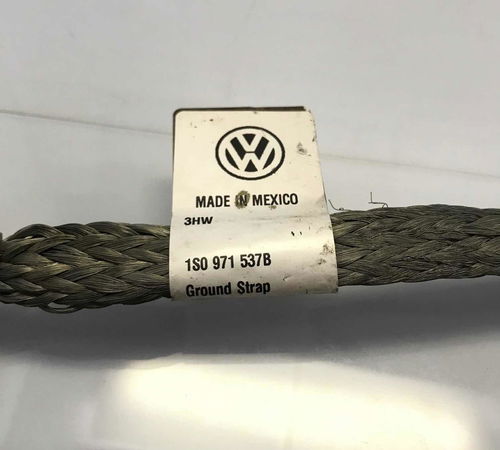 MADE IN MEXICO
3HW
1S0 971 537B
Ground Strap